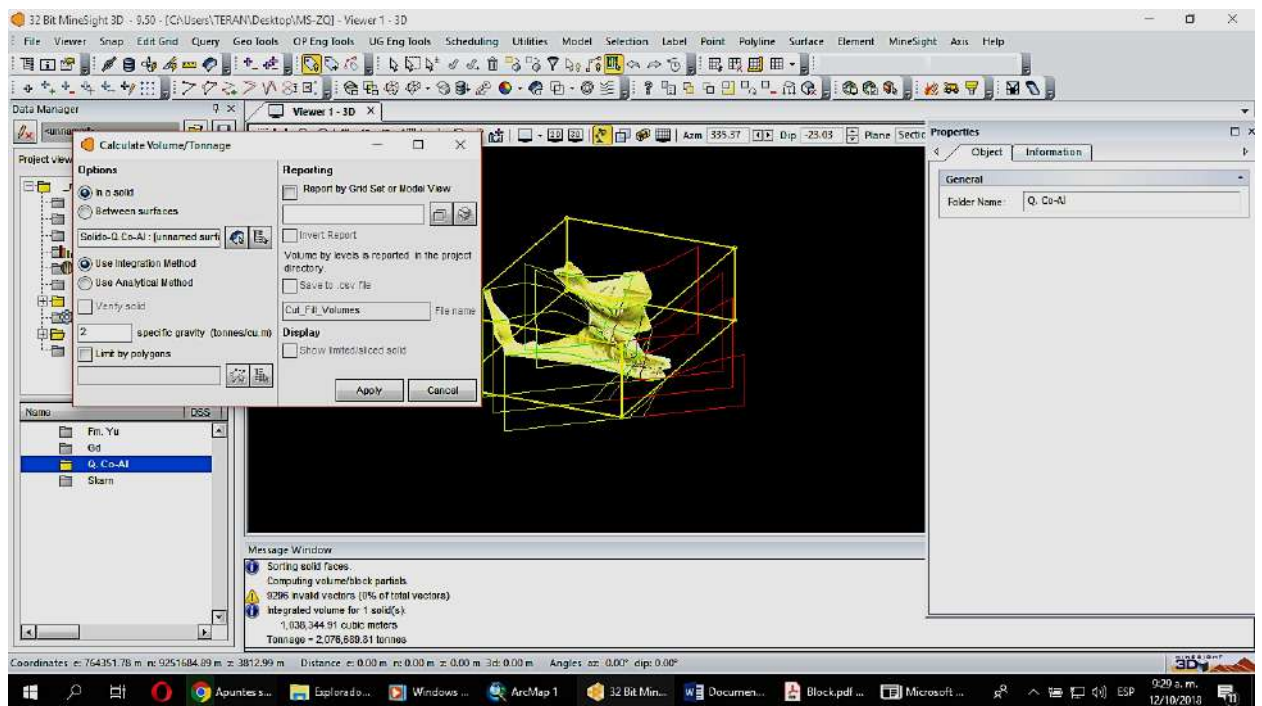 32 Bit MineSight 3D - 9.50 - [C:\Users\TERAN\Desktop\MS-ZQ] - Viewer 1 - 3D
File Viewer Snap Edit Grid Query Geo Tools OP Eng Tools UG Eng Tools Scheduling Utilities Model Selection Label Point Polyline Surface Element MineSight Axis Help
Data Manager
Viewer 1 - 3D
Azm 335.37 Dip -23.03 Plane Sectic
Properties
Project view
Object Information
General
Folder Name: Q. Co-Al
Calculate Volume/Tonnage
Options
In a solid
Between surfaces
Solido-Q.Co-Al : [unnamed surf
Use Integration Method
Use Analytical Method
Verify solid
2 specific gravity (tonnes/cu.m)
Limit by polygons
Reporting
Report by Grid Set or Model View
Invert Report
Volume by levels is reported in the project
directory.
Save to .csv file
Cut_Fill_Volumes File name
Display
Show limited/sliced solid
Apply Cancel
Name DSS
Fm. Yu
Gd
Q. Co-Al
Skarn
Message Window
Sorting solid faces.
Computing volume/block partials.
9296 invalid vectors (0% of total vectors)
Integrated volume for 1 solid(s):
1,038,344.91 cubic meters
Tonnage = 2,076,689.81 tonnes
Coordinates e: 764351.78 m n: 9251684.89 m z: 3812.99 m Distance e: 0.00 m n: 0.00 m z: 0.00 m 3d: 0.00 m Angles az: 0.00° dip: 0.00°
3D
Apuntes s... Explorado... Windows ... ArcMap 1 32 Bit Min... Documen... Block.pdf ... Microsoft ... ESP
9:29 a. m.
12/10/2018